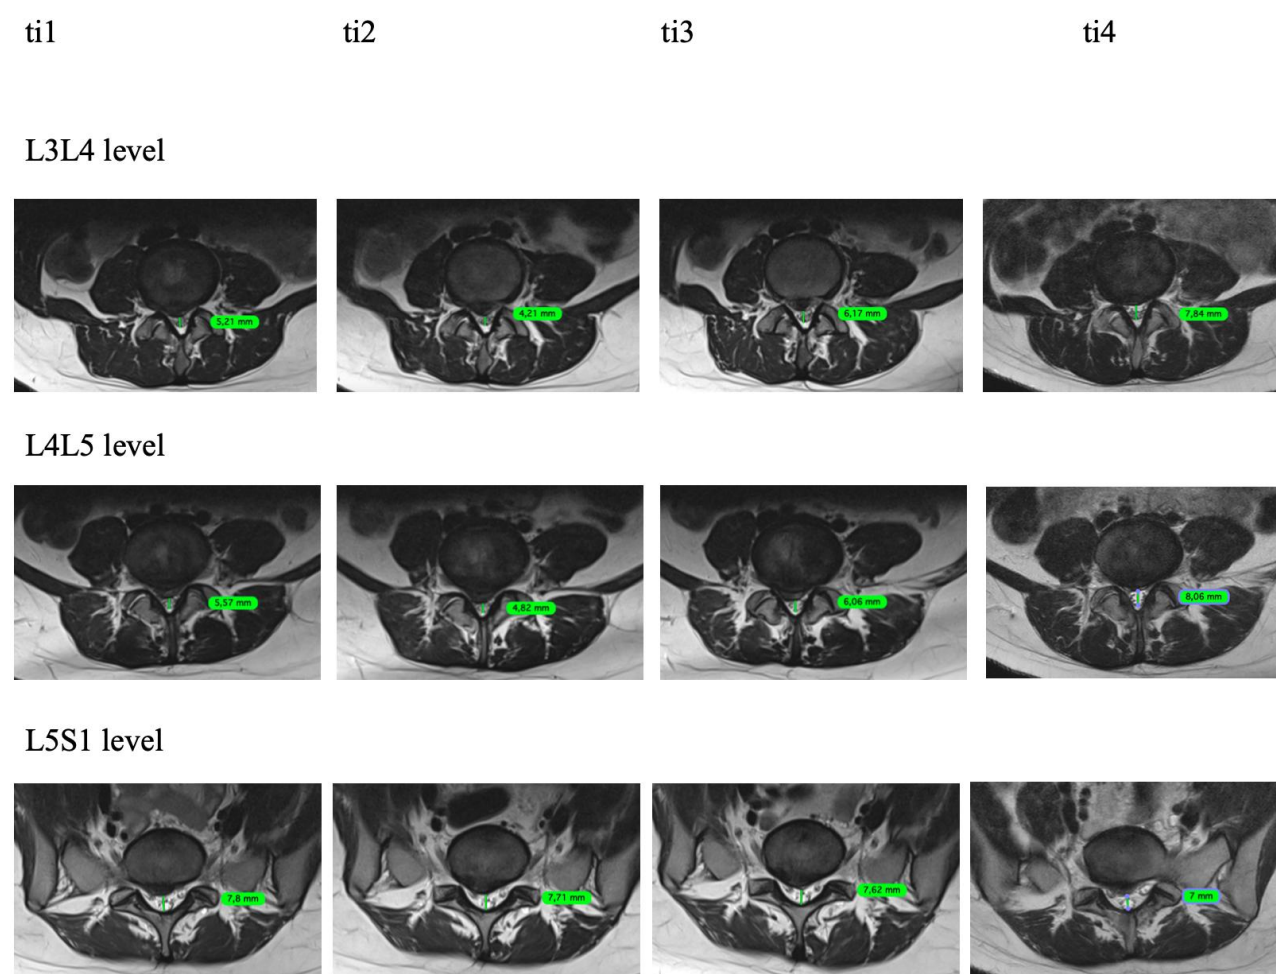 ti1 ti2 ti3 ti4
L3L4 level
5,21 mm 4,21 mm 6,17 mm 7,84 mm
L4L5 level
5,57 mm 4,82 mm 6,06 mm 8,06 mm
L5S1 level
7,8 mm 7,71 mm 7,62 mm 7 mm